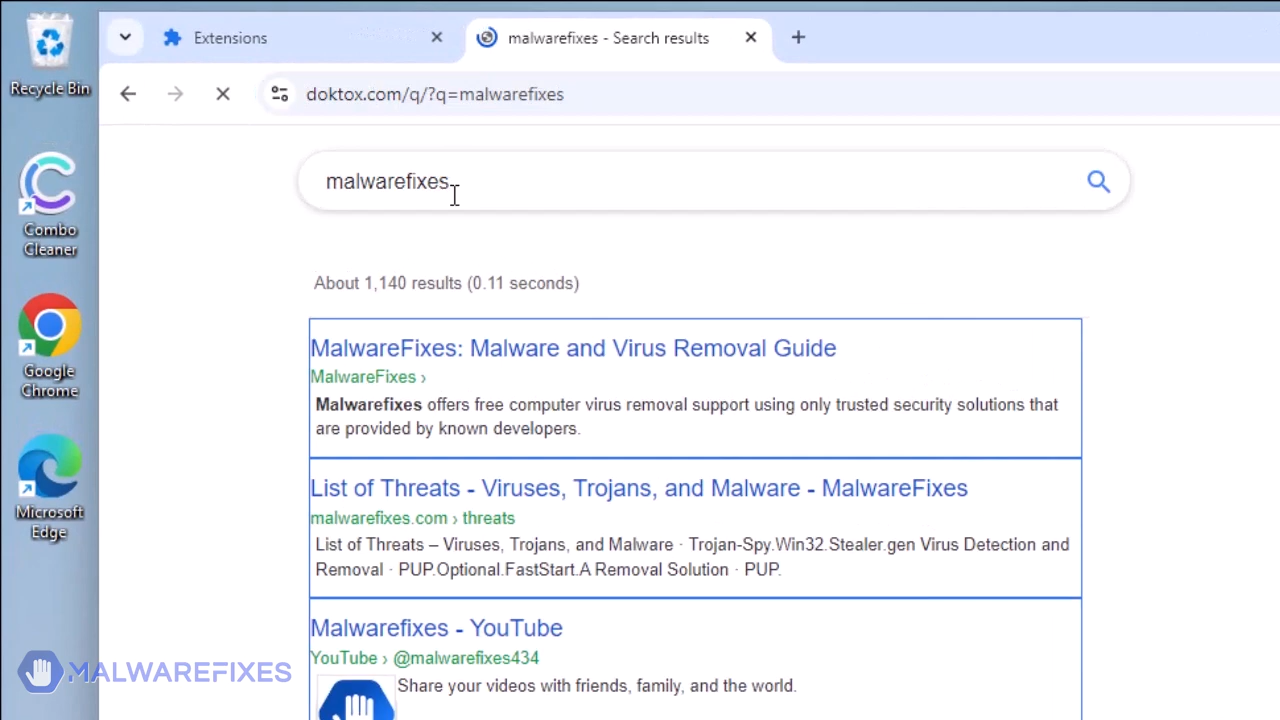 Extensions
malwarefixes - Search results
Recycle Bin
doktox.com/q/?q=malwarefixes
malwarefixes
Combo
Cleaner
About 1,140 results (0.11 seconds)
MalwareFixes: Malware and Virus Removal Guide
MalwareFixes ›
Google
Chrome
Malwarefixes offers free computer virus removal support using only trusted security solutions that
are provided by known developers.
List of Threats - Viruses, Trojans, and Malware - MalwareFixes
malwarefixes.com › threats
Microsoft
Edge
List of Threats – Viruses, Trojans, and Malware · Trojan-Spy.Win32.Stealer.gen Virus Detection and
Removal · PUP.Optional.FastStart.A Removal Solution · PUP.
Malwarefixes - YouTube
YouTube › @malwarefixes434
Share your videos with friends, family, and the world.
MALWAREFIXES